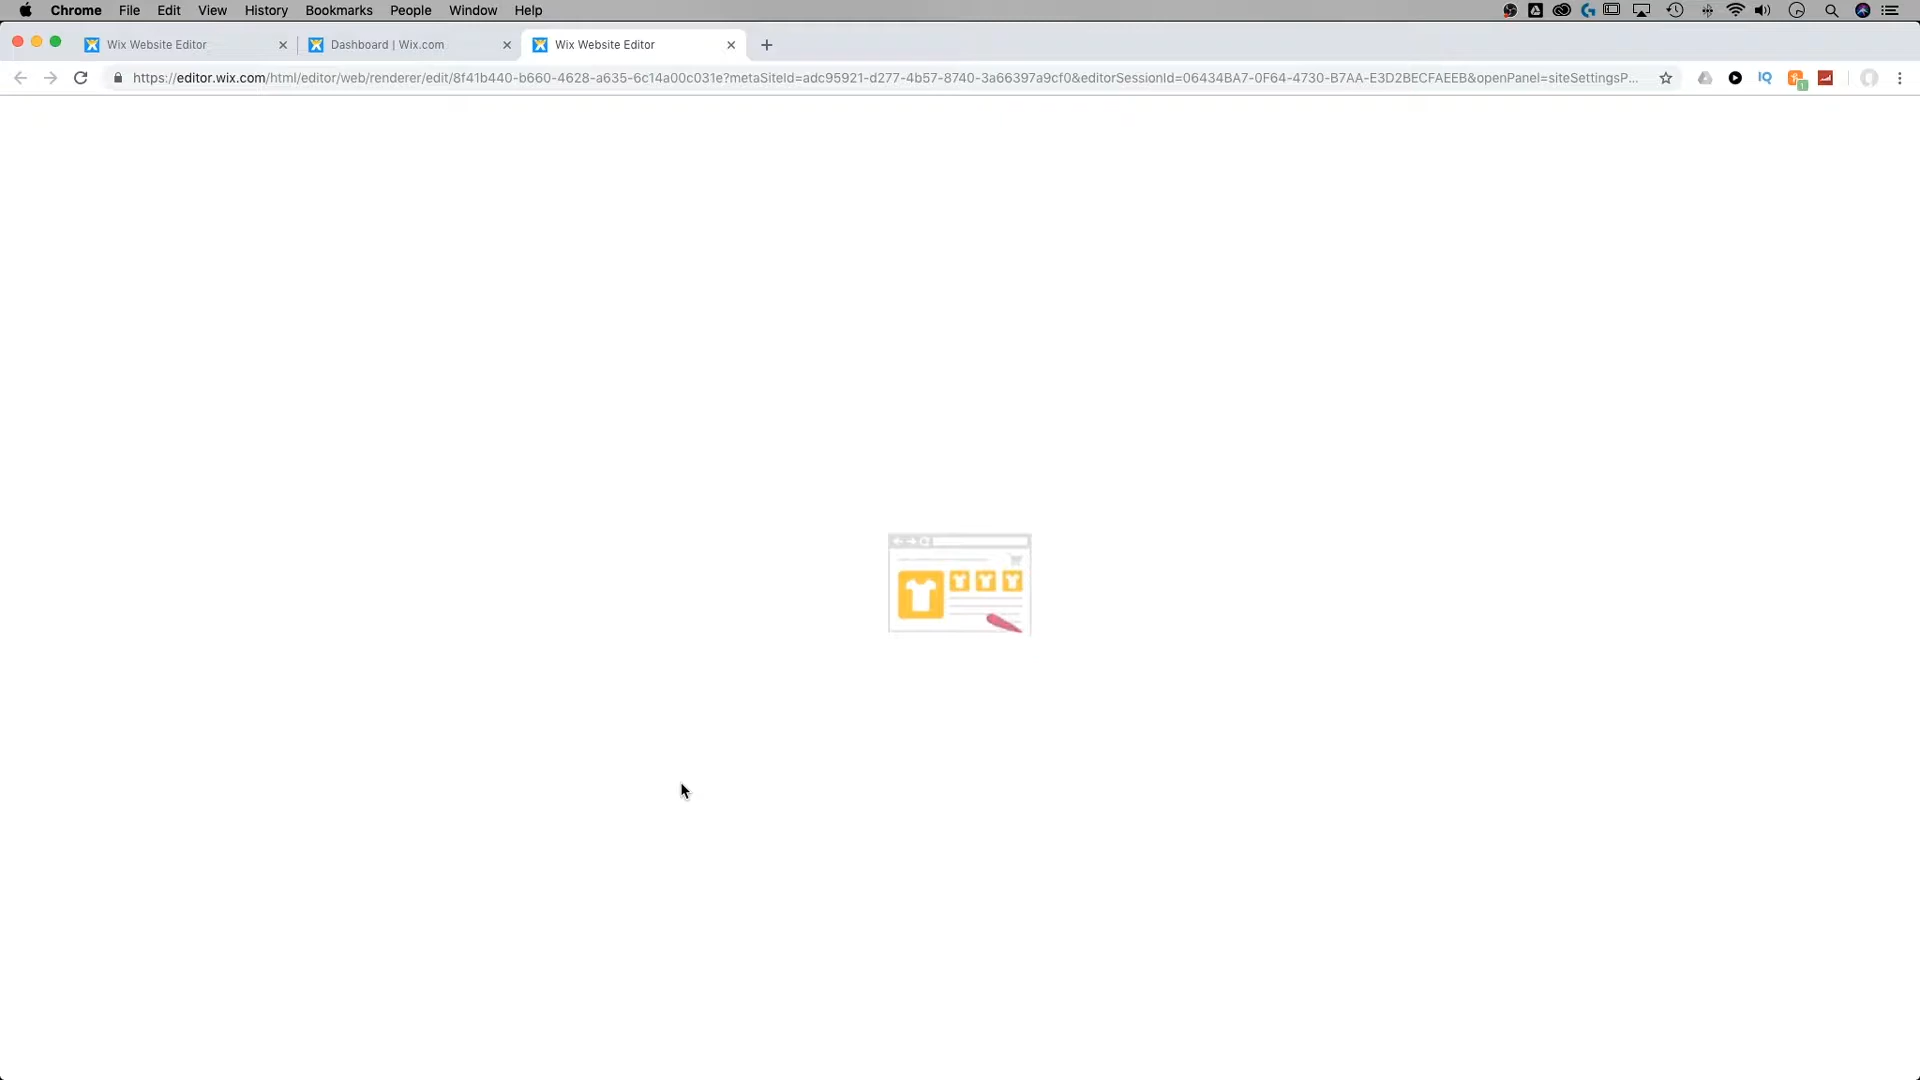 Chrome File Edit View History Bookmarks People Window Help
Wix Website Editor Dashboard | Wix.com Wix Website Editor
https://editor.wix.com/html/editor/web/renderer/edit/8f41b440-b660-4628-a635-6c14a00c031e?metaSiteId=adc95921-d277-4b57-8740-3a66397a9cf0&editorSessionId=06434BA7-0F64-4730-B7AA-E3D2BECFAEEB&openPanel=siteSettingsP... IQ 1